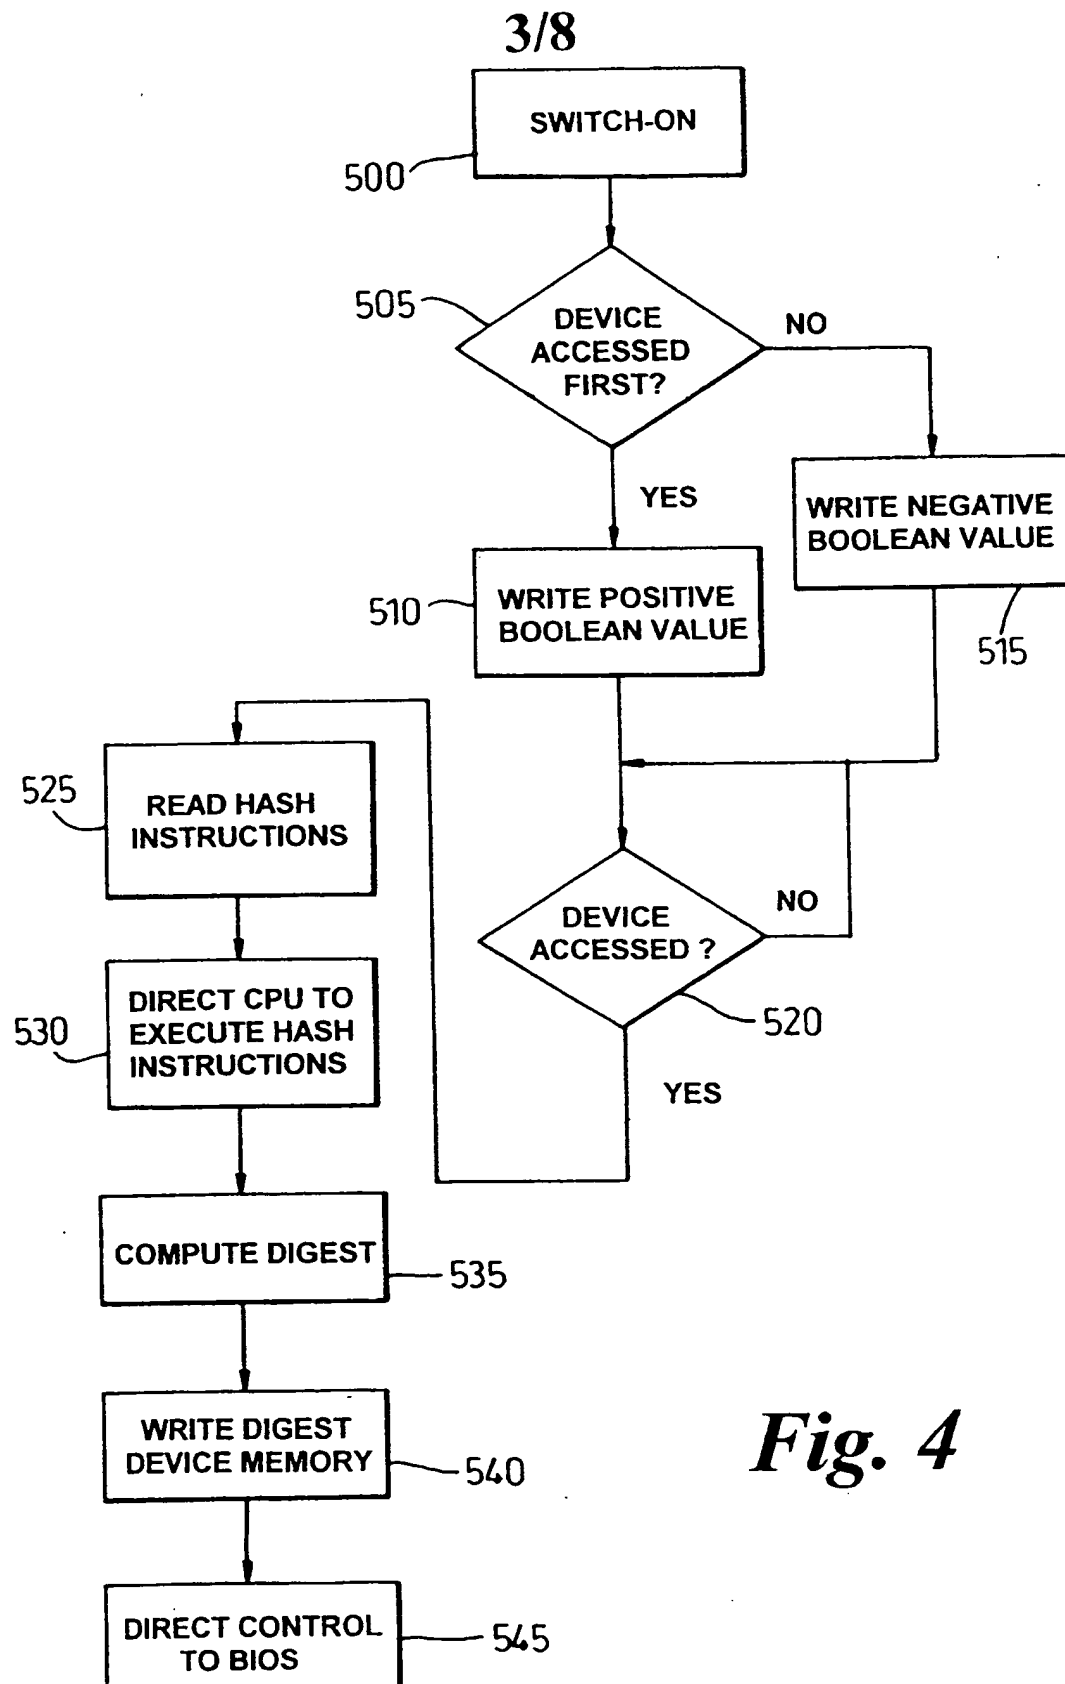 3/8
SWITCH-ON
500
505
DEVICE
ACCESSED
FIRST?
NO
YES
WRITE NEGATIVE
BOOLEAN VALUE
515
510
WRITE POSITIVE
BOOLEAN VALUE
525
READ HASH
INSTRUCTIONS
DEVICE
ACCESSED ?
NO
520
YES
530
DIRECT CPU TO
EXECUTE HASH
INSTRUCTIONS
COMPUTE DIGEST
535
WRITE DIGEST
DEVICE MEMORY
540
DIRECT CONTROL
TO BIOS
545
Fig. 4